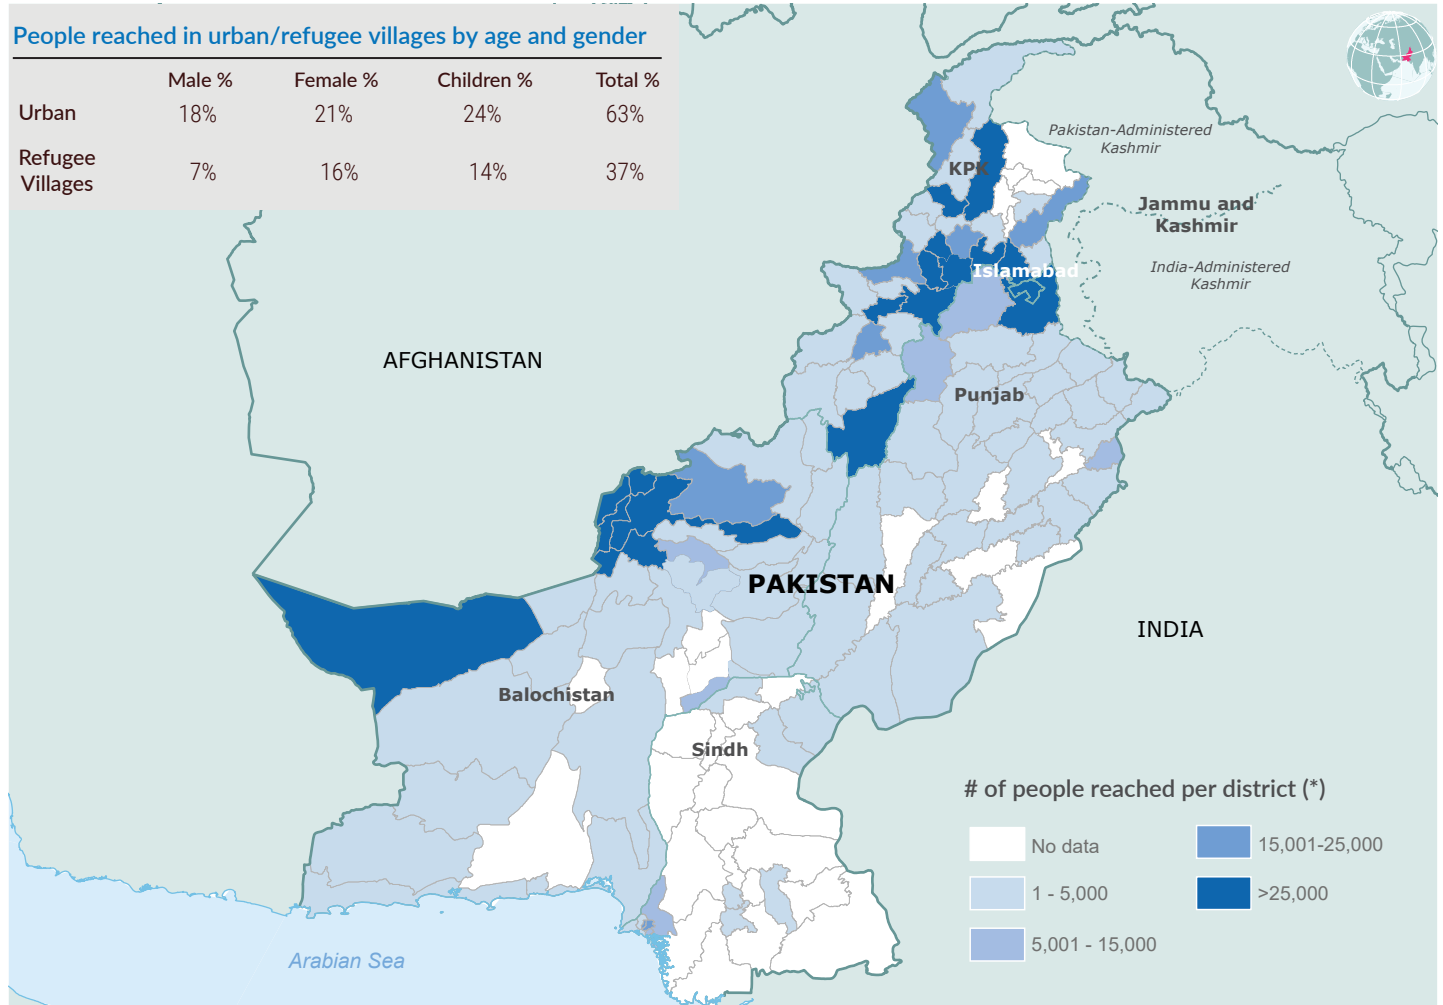 People reached in urban/refugee villages by age and gender
Male % Female % Children % Total %
Urban 18% 21% 24% 63%
Refugee
Villages 7% 16% 14% 37%
Pakistan-Administered
Kashmir
KPK
Jammu and
Kashmir
Islamabad
India-Administered
Kashmir
AFGHANISTAN
Punjab
PAKISTAN
INDIA
Balochistan
Sindh
Arabian Sea
# of people reached per district (*)
No data
1 - 5,000
5,001 - 15,000
15,001-25,000
>25,000